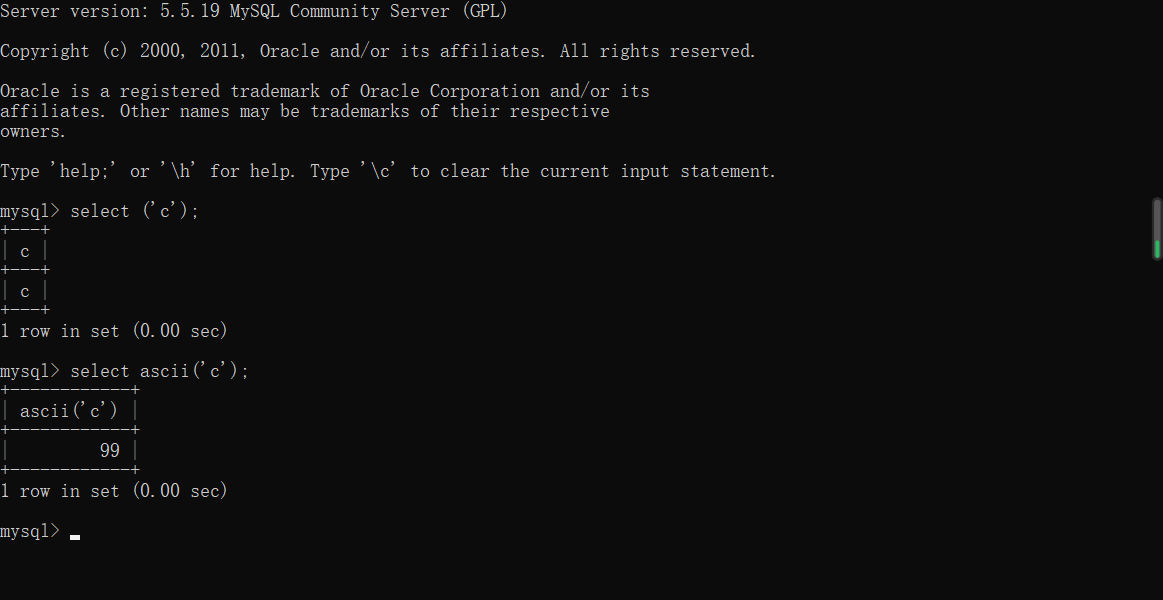 Server version: 5.5.19 MySQL Community Server (GPL)
Copyright (c) 2000, 2011, Oracle and/or its affiliates. All rights reserved.
Oracle is a registered trademark of Oracle Corporation and/or its
affiliates. Other names may be trademarks of their respective
owners.
Type 'help;' or '\h' for help. Type '\c' to clear the current input statement.
mysql> select ('c');
+---+
| c |
+---+
| c |
+---+
1 row in set (0.00 sec)
mysql> select ascii('c');
+------------+
| ascii('c') |
+------------+
|         99 |
+------------+
1 row in set (0.00 sec)
mysql>